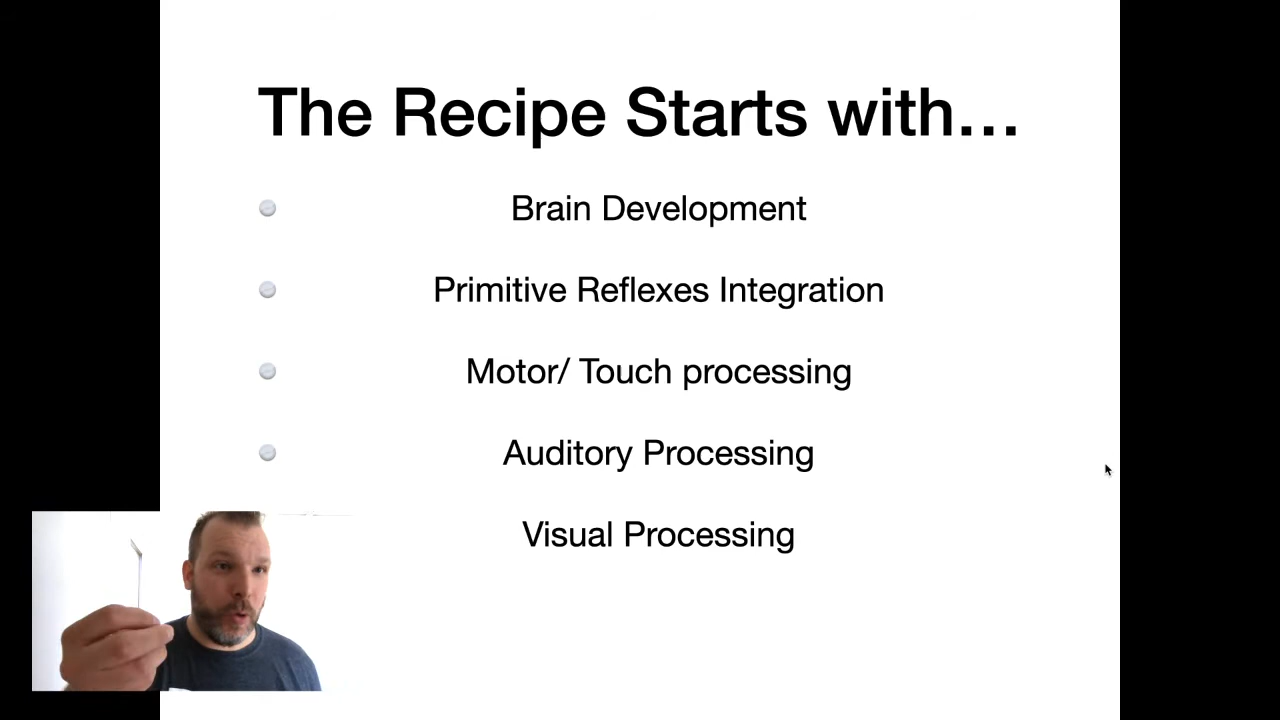 The Recipe Starts with…
Brain Development
Primitive Reflexes Integration
Motor/ Touch processing
Auditory Processing
Visual Processing